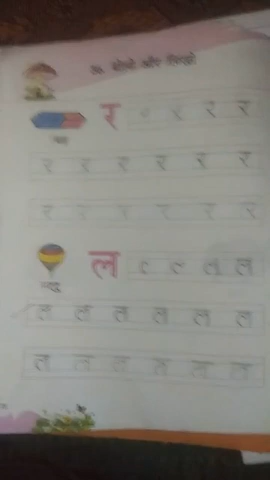 बोलो और लिखो
र र र र
र र र र र र
र र र र र र
ल ल ल
ल ल ल ल ल ल
ल ल ल ल ल ल